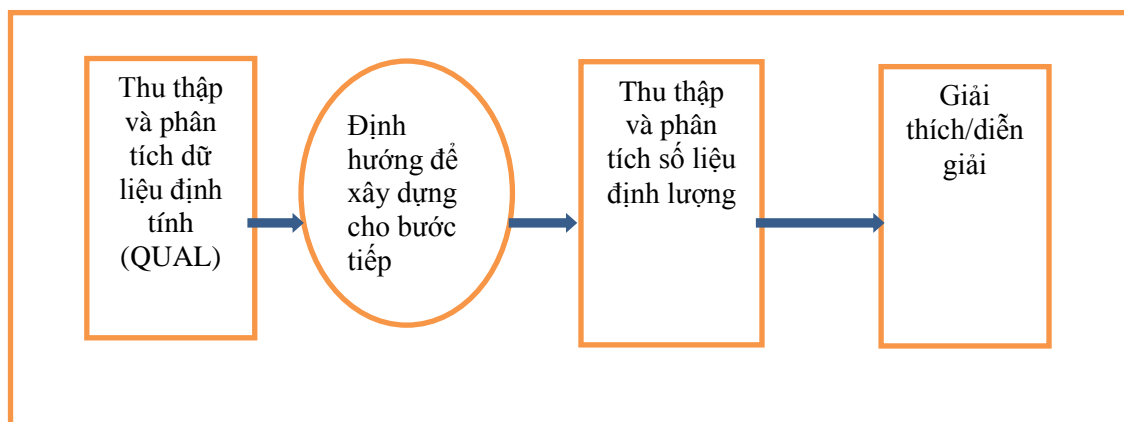 Thu thập
và phân
tích dữ
liệu định
tính
(QUAL)
Định
hướng để
xây dựng
cho bước
tiếp
Thu thập
và phân
tích số liệu
định lượng
Giải
thích/diễn
giải